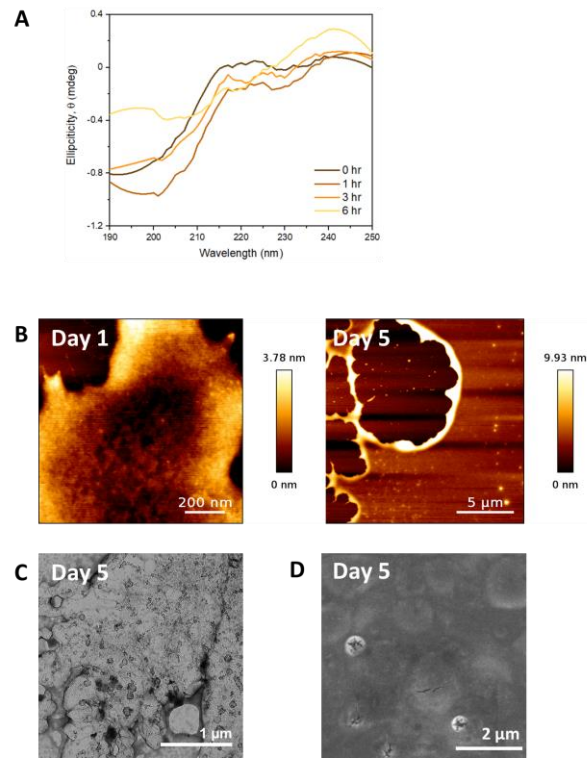 A
0.4
0
-0.4
-0.8
-1.2
Ellipciticity, θ (mdeg)
0 hr
1 hr
3 hr
6 hr
190 200 210 220 230 240 250
Wavelength (nm)
B
Day 1
3.78 nm
0 nm
200 nm
Day 5
9.93 nm
0 nm
5 µm
C
Day 5
1 µm
D
Day 5
2 µm